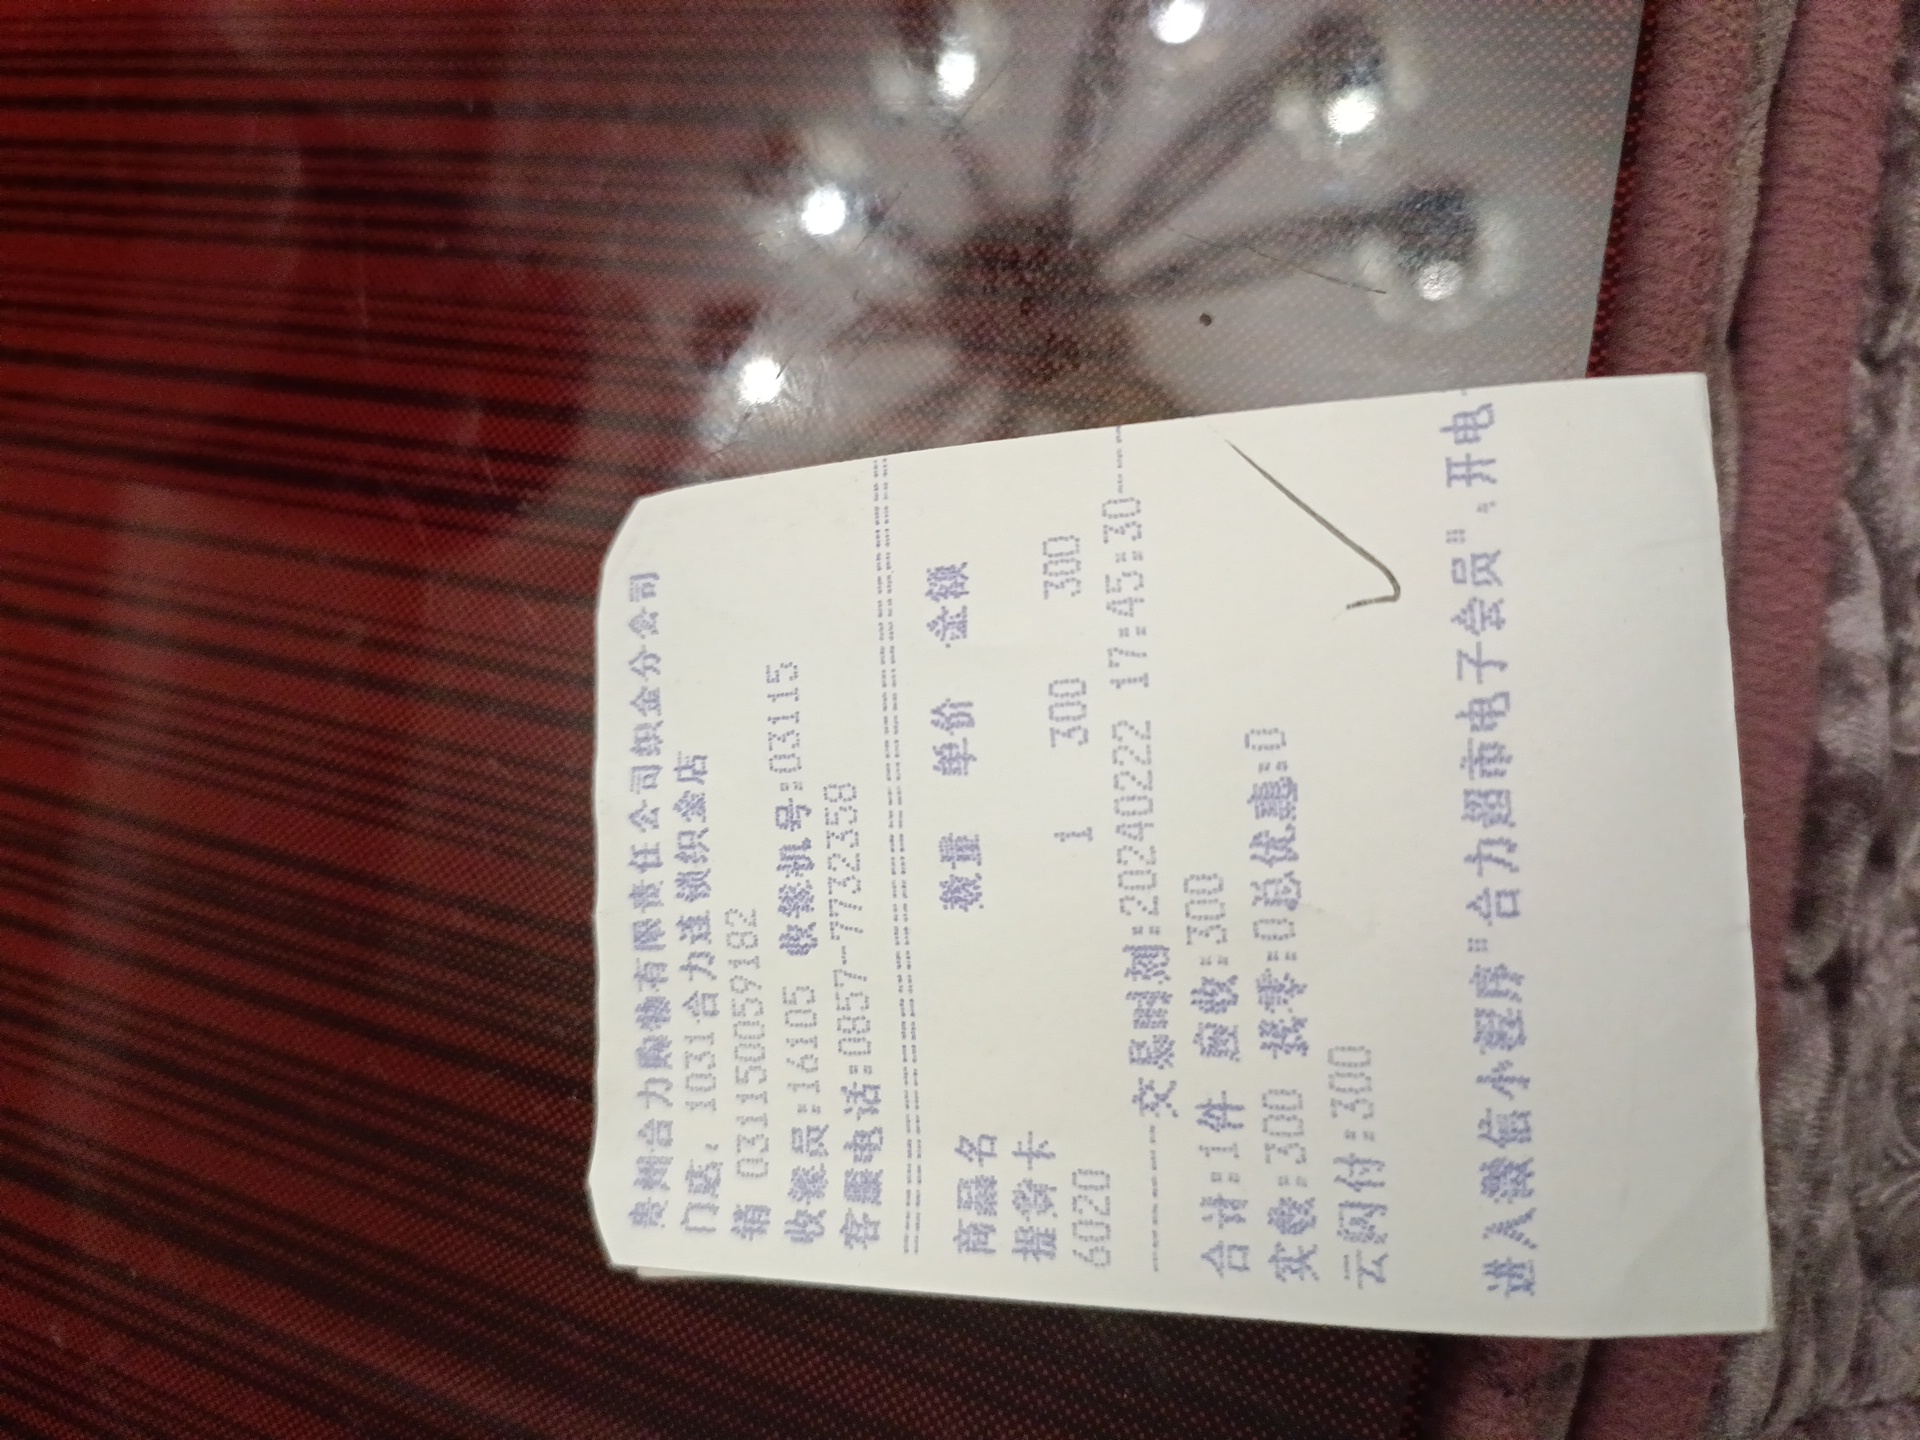 贵州合力购物有限责任公司织金分公司
门店: 1031合力连锁织金店
销 031150059182
收银员:16105 收银机号:03115
客服电话:0857-7732358
================================
商品名 数量 单价 金额
提货卡
6020 1 300 300
-------交易时刻:20240222 17:45:30---
合计:1件 应收:300
实收:300 找零:0总优惠:0
云闪付:300
进入微信小程序"合力超市电子会员",开电